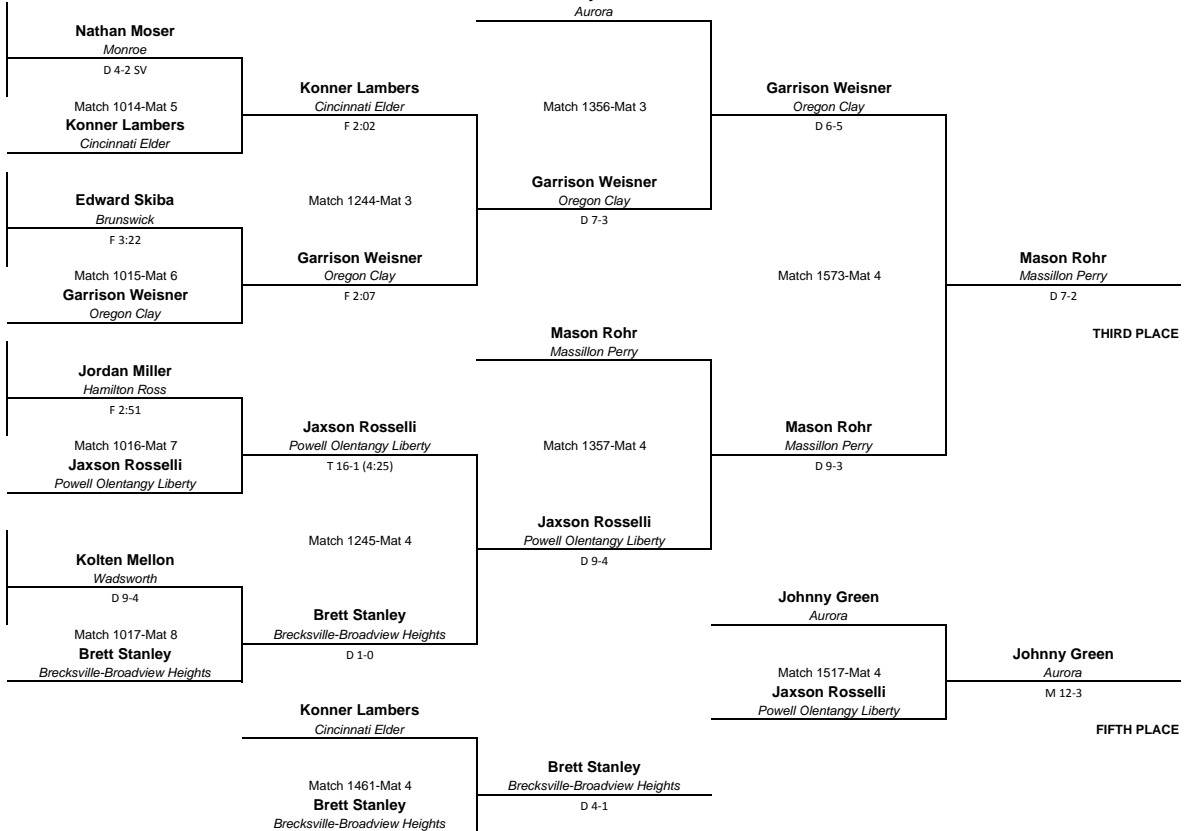 Aurora
Nathan Moser
Monroe
D 4-2 SV
Match 1014-Mat 5
Konner Lambers
Cincinnati Elder
Konner Lambers
Cincinnati Elder
F 2:02
Match 1356-Mat 3
Garrison Weisner
Oregon Clay
D 6-5
Edward Skiba
Brunswick
F 3:22
Match 1015-Mat 6
Garrison Weisner
Oregon Clay
Match 1244-Mat 3
Garrison Weisner
Oregon Clay
F 2:07
Garrison Weisner
Oregon Clay
D 7-3
Match 1573-Mat 4
Mason Rohr
Massillon Perry
D 7-2
THIRD PLACE
Jordan Miller
Hamilton Ross
F 2:51
Match 1016-Mat 7
Jaxson Rosselli
Powell Olentangy Liberty
Jaxson Rosselli
Powell Olentangy Liberty
T 16-1 (4:25)
Mason Rohr
Massillon Perry
Match 1357-Mat 4
Mason Rohr
Massillon Perry
D 9-3
Kolten Mellon
Wadsworth
D 9-4
Match 1017-Mat 8
Brett Stanley
Brecksville-Broadview Heights
Match 1245-Mat 4
Brett Stanley
Brecksville-Broadview Heights
D 1-0
Jaxson Rosselli
Powell Olentangy Liberty
D 9-4
Johnny Green
Aurora
Match 1517-Mat 4
Jaxson Rosselli
Powell Olentangy Liberty
Johnny Green
Aurora
M 12-3
FIFTH PLACE
Konner Lambers
Cincinnati Elder
Match 1461-Mat 4
Brett Stanley
Brecksville-Broadview Heights
Brett Stanley
Brecksville-Broadview Heights
D 4-1